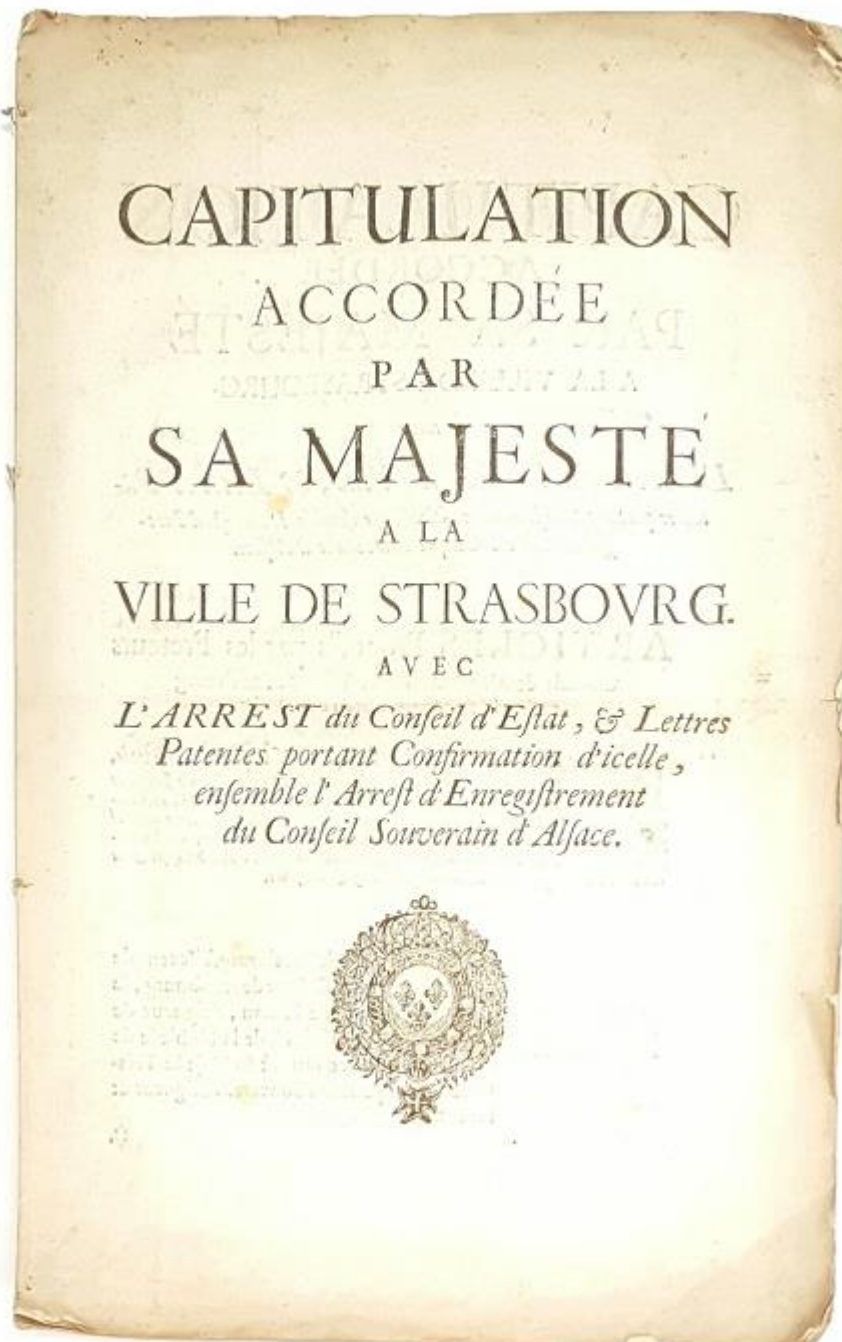 CAPITULATION
ACCORDÉE
PAR
SA MAJESTÉ
A LA
VILLE DE STRASBOVRG.
AVEC
L'ARREST du Conſeil d'Eſtat, & Lettres
Patentes portant Confirmation d'icelle,
enſemble l'Arreſt d'Enregiſtrement
du Conſeil Souverain d'Alſace.